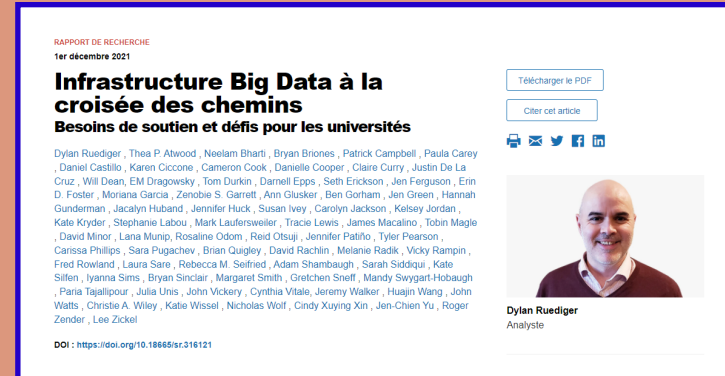 RAPPORT DE RECHERCHE
1er décembre 2021
Infrastructure Big Data à la
croisée des chemins
Besoins de soutien et défis pour les universités
Dylan Ruediger , Thea P. Atwood , Neelam Bharti , Bryan Briones , Patrick Campbell , Paula Carey
, Daniel Castillo , Karen Ciccone , Cameron Cook , Danielle Cooper , Claire Curry , Justin De La
Cruz , Will Dean, EM Dragowsky , Tom Durkin , Darnell Epps , Seth Erickson , Jen Ferguson , Erin
D. Foster , Moriana Garcia , Zenobie S. Garrett , Ann Glusker , Ben Gorham , Jen Green , Hannah
Gunderman , Jacalyn Huband , Jennifer Huck , Susan Ivey , Carolyn Jackson , Kelsey Jordan ,
Kate Kryder , Stephanie Labou , Mark Laufersweiler , Tracie Lewis , James Macalino , Tobin Magle
, David Minor , Lana Munip, Rosaline Odom , Reid Otsuji , Jennifer Patiño , Tyler Pearson ,
Carissa Phillips , Sara Pugachev , Brian Quigley , David Rachlin , Melanie Radik , Vicky Rampin ,
Fred Rowland , Laura Sare , Rebecca M. Seifried , Adam Shambaugh , Sarah Siddiqui , Kate
Silfen , Iyanna Sims , Bryan Sinclair , Margaret Smith , Gretchen Sneff , Mandy Swygart-Hobaugh
, Paria Tajallipour , Julia Unis , John Vickery , Cynthia Vitale, Jeremy Walker , Huajin Wang , John
Watts , Christie A. Wiley , Katie Wissel , Nicholas Wolf , Cindy Xuying Xin , Jen-Chien Yu , Roger
Zender , Lee Zickel
DOI : https://doi.org/10.18665/sr.316121
Télécharger le PDF
Citer cet article
Dylan Ruediger
Analyste